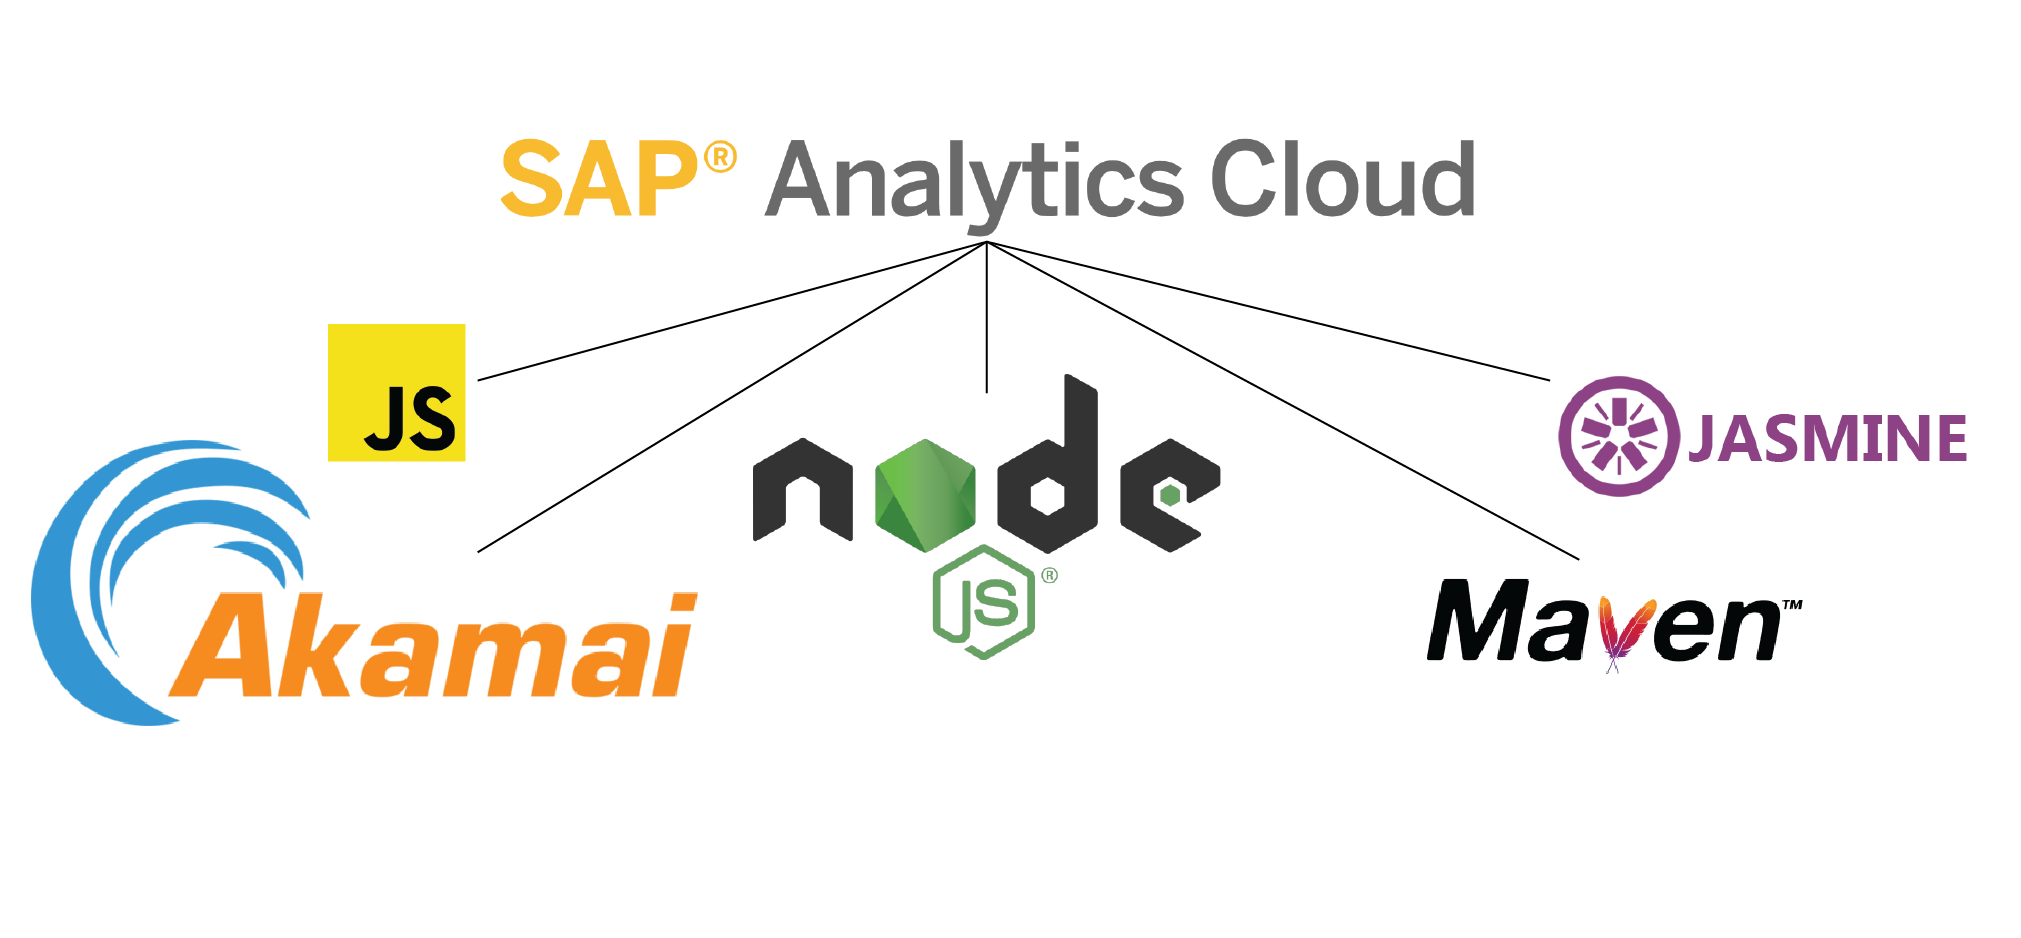 SAP® Analytics Cloud
JS
JASMINE
Akamai
node
JS®
Maven™